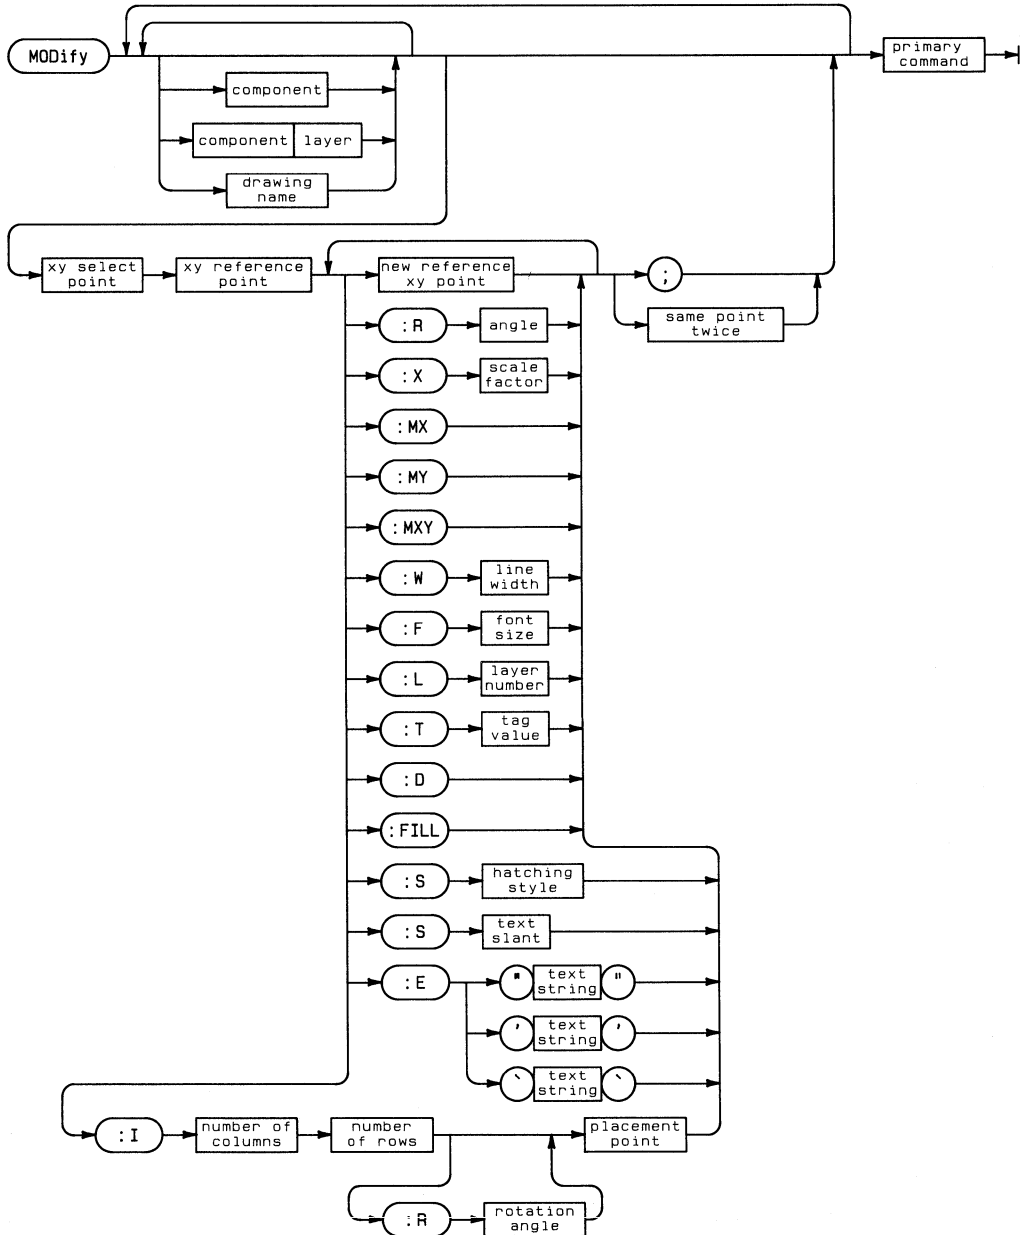 MODify
primary
command
component
component layer
drawing
name
xy select
point
xy reference
point
new reference
xy point
;
same point
twice
:R angle
:X scale
factor
:MX
:MY
:MXY
:W line
width
:F font
size
:L layer
number
:T tag
value
:D
:FILL
:S hatching
style
:S text
slant
:E " text
string "
' text
string '
` text
string `
:I number of
columns
number
of rows
placement
point
:R rotation
angle